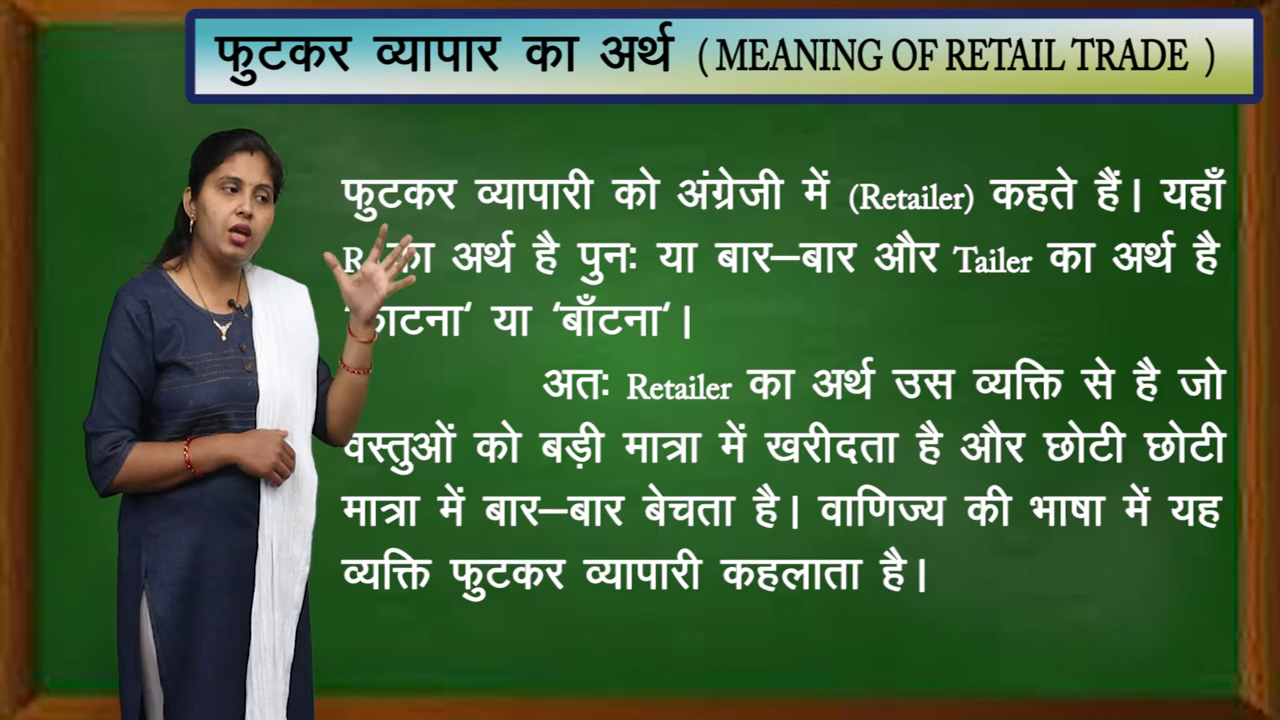 फुटकर व्यापार का अर्थ ( MEANING OF RETAIL TRADE )
फुटकर व्यापारी को अंग्रेजी में (Retailer) कहते हैं। यहाँ
का अर्थ है पुनः या बार–बार और Tailer का अर्थ है
या ‘बाँटना‘।
अतः Retailer का अर्थ उस व्यक्ति से है जो
वस्तुओं को बड़ी मात्रा में खरीदता है और छोटी छोटी
मात्रा में बार–बार बेचता है। वाणिज्य की भाषा में यह
व्यक्ति फुटकर व्यापारी कहलाता है।